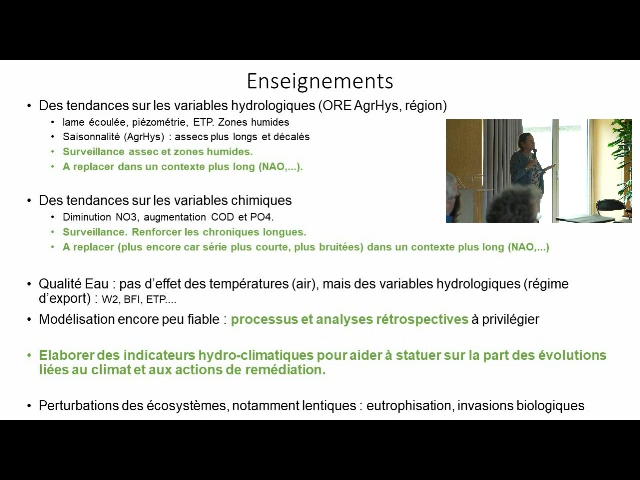 Enseignements
• Des tendances sur les variables hydrologiques (ORE AgrHys, région)
• lame écoulée, piézométrie, ETP. Zones humides
• Saisonnalité (AgrHys) : assecs plus longs et décalés
• Surveillance assec et zones humides.
• A replacer dans un contexte plus long (NAO,...).
• Des tendances sur les variables chimiques
• Diminution NO3, augmentation COD et PO4.
• Surveillance. Renforcer les chroniques longues.
• A replacer (plus encore car série plus courte, plus bruitées) dans un contexte plus long (NAO,...)
• Qualité Eau : pas d'effet des températures (air), mais des variables hydrologiques (régime
d'export) : W2, BFI, ETP....
• Modélisation encore peu fiable : processus et analyses rétrospectives à privilégier
• Elaborer des indicateurs hydro-climatiques pour aider à statuer sur la part des évolutions
liées au climat et aux actions de remédiation.
• Perturbations des écosystèmes, notamment lentiques : eutrophisation, invasions biologiques